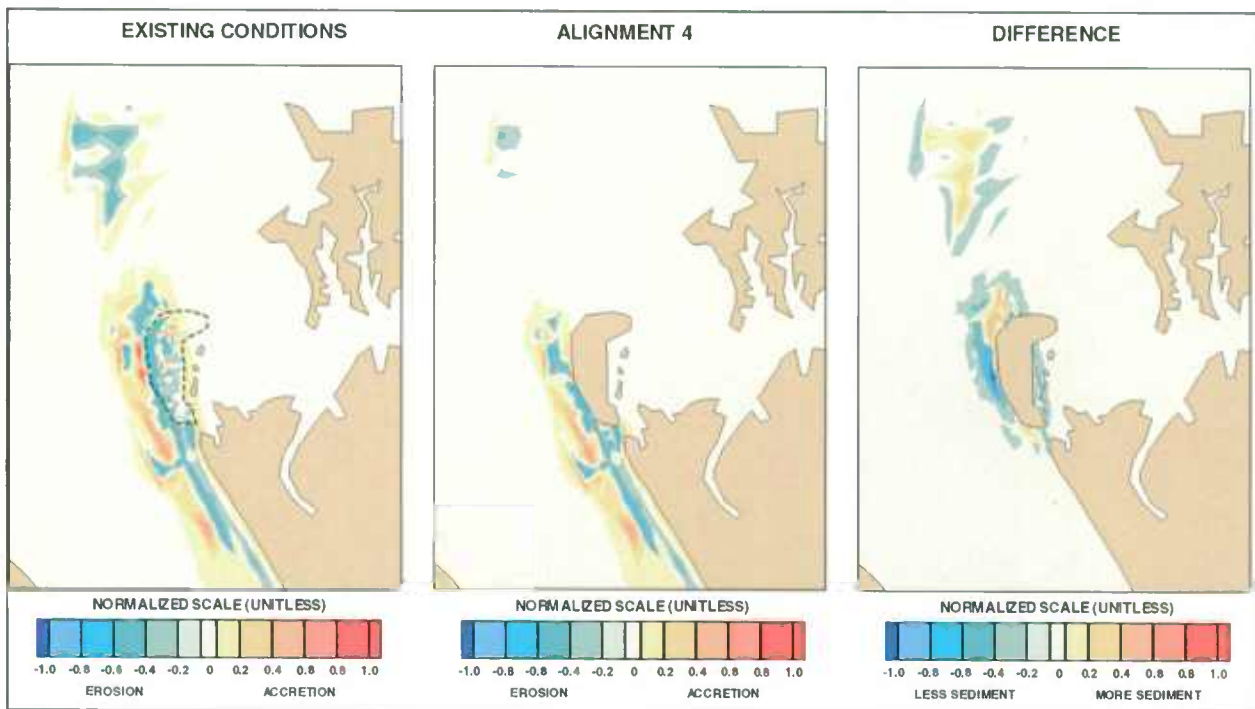 EXISTING CONDITIONS
ALIGNMENT 4
DIFFERENCE
NORMALIZED SCALE (UNITLESS)
-1.0 -0.8 -0.6 -0.4 -0.2 0 0.2 0.4 0.6 0.8 1.0
EROSION ACCRETION
NORMALIZED SCALE (UNITLESS)
-1.0 -0.8 -0.6 -0.4 -0.2 0 0.2 0.4 0.6 0.8 1.0
EROSION ACCRETION
NORMALIZED SCALE (UNITLESS)
-1.0 -0.8 -0.6 -0.4 -0.2 0 0.2 0.4 0.6 0.8 1.0
LESS SEDIMENT MORE SEDIMENT